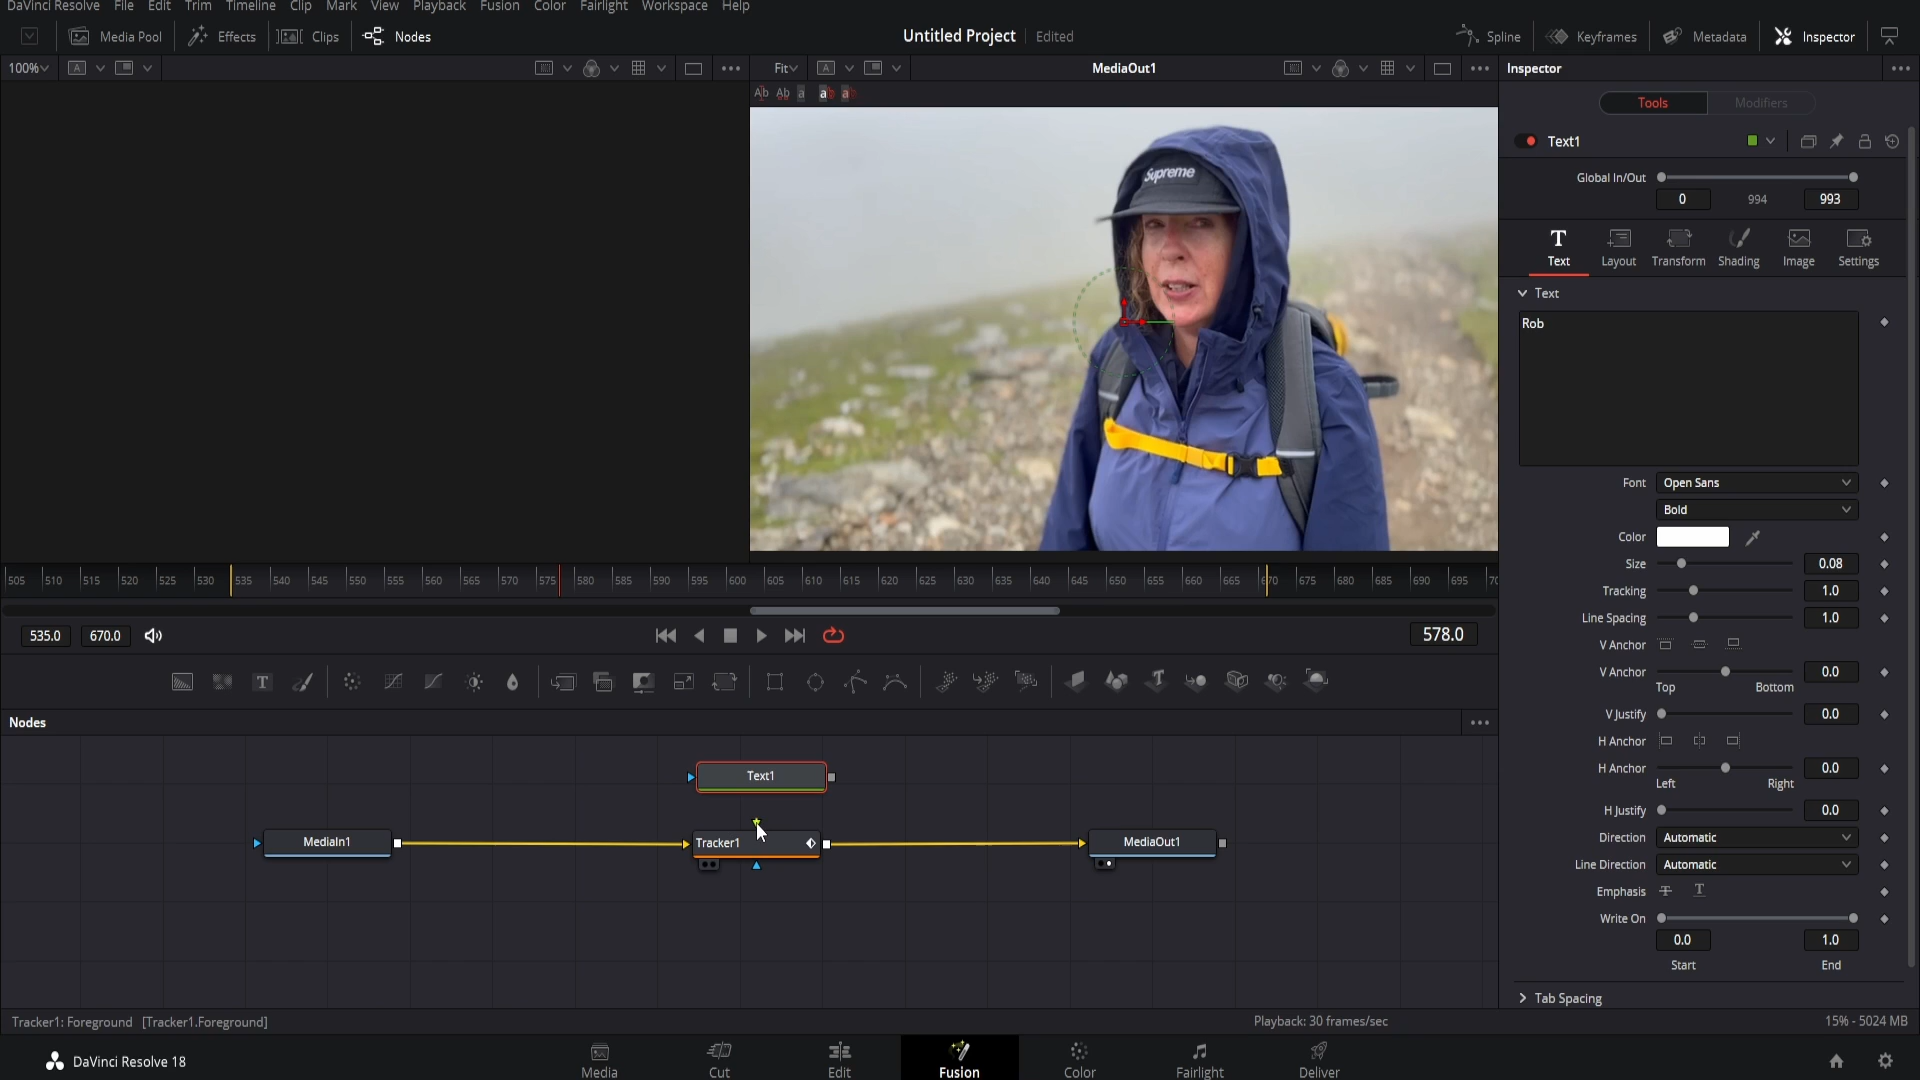 DaVinci Resolve File Edit Trim Timeline Clip Mark View Playback Fusion Color Fairlight Workspace Help
Media Pool Effects Clips Nodes Untitled Project Edited Spline Keyframes Metadata Inspector
100% A Fit A MediaOut1 Inspector
Ab Ab a ab ab
Supreme
Tools Modifiers
Text1
Global In/Out
0 994 993
T
Text Layout Transform Shading Image Settings
Text
Rob
Font Open Sans
Bold
Color
Size 0.08
Tracking 1.0
Line Spacing 1.0
V Anchor
V Anchor 0.0
Top Bottom
V Justify 0.0
H Anchor
H Anchor 0.0
Left Right
H Justify 0.0
Direction Automatic
Line Direction Automatic
Emphasis T T
Write On
0.0 1.0
Start End
Tab Spacing
505 510 515 520 525 530 535 540 545 550 555 560 565 570 575 580 585 590 595 600 605 610 615 620 625 630 635 640 645 650 655 660 665 670 675 680 685 690 695 70
535.0 670.0 578.0
T T
Nodes
Text1
MediaIn1 Tracker1 MediaOut1
Tracker1: Foreground [Tracker1.Foreground] Playback: 30 frames/sec 15% - 5024 MB
DaVinci Resolve 18 Media Cut Edit Fusion Color Fairlight Deliver